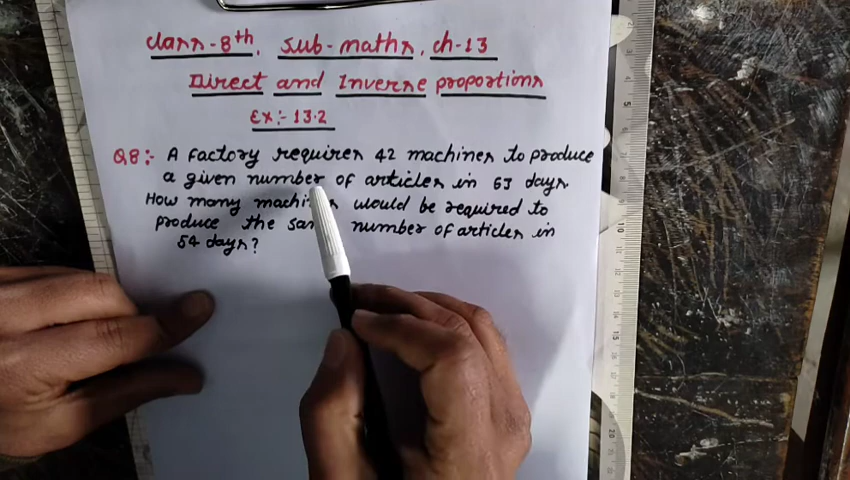 Class-8th, Sub-maths, ch-13
Direct and Inverse proportions
Ex:- 13.2
Q8:- A factory requires 42 machines to produce
a given number of articles in 63 days.
How many machines would be required to
produce the same number of articles in
54 days?